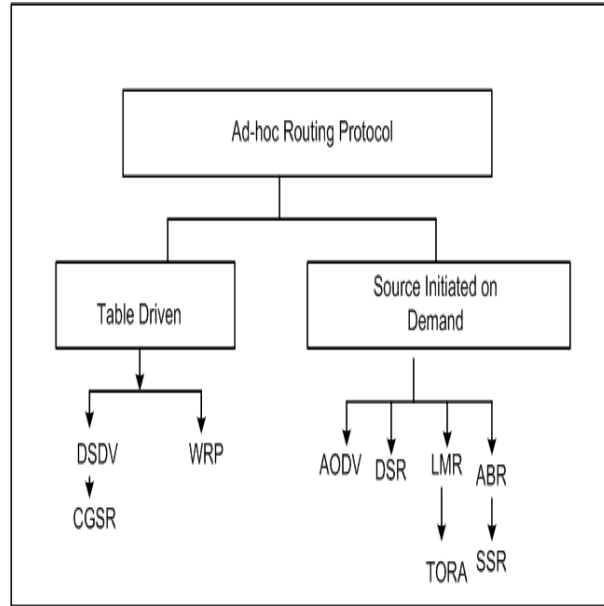 Ad-hoc Routing Protocol
Table Driven
Source Initiated on
Demand
DSDV
WRP
CGSR
AODV
DSR
LMR
ABR
TORA
SSR